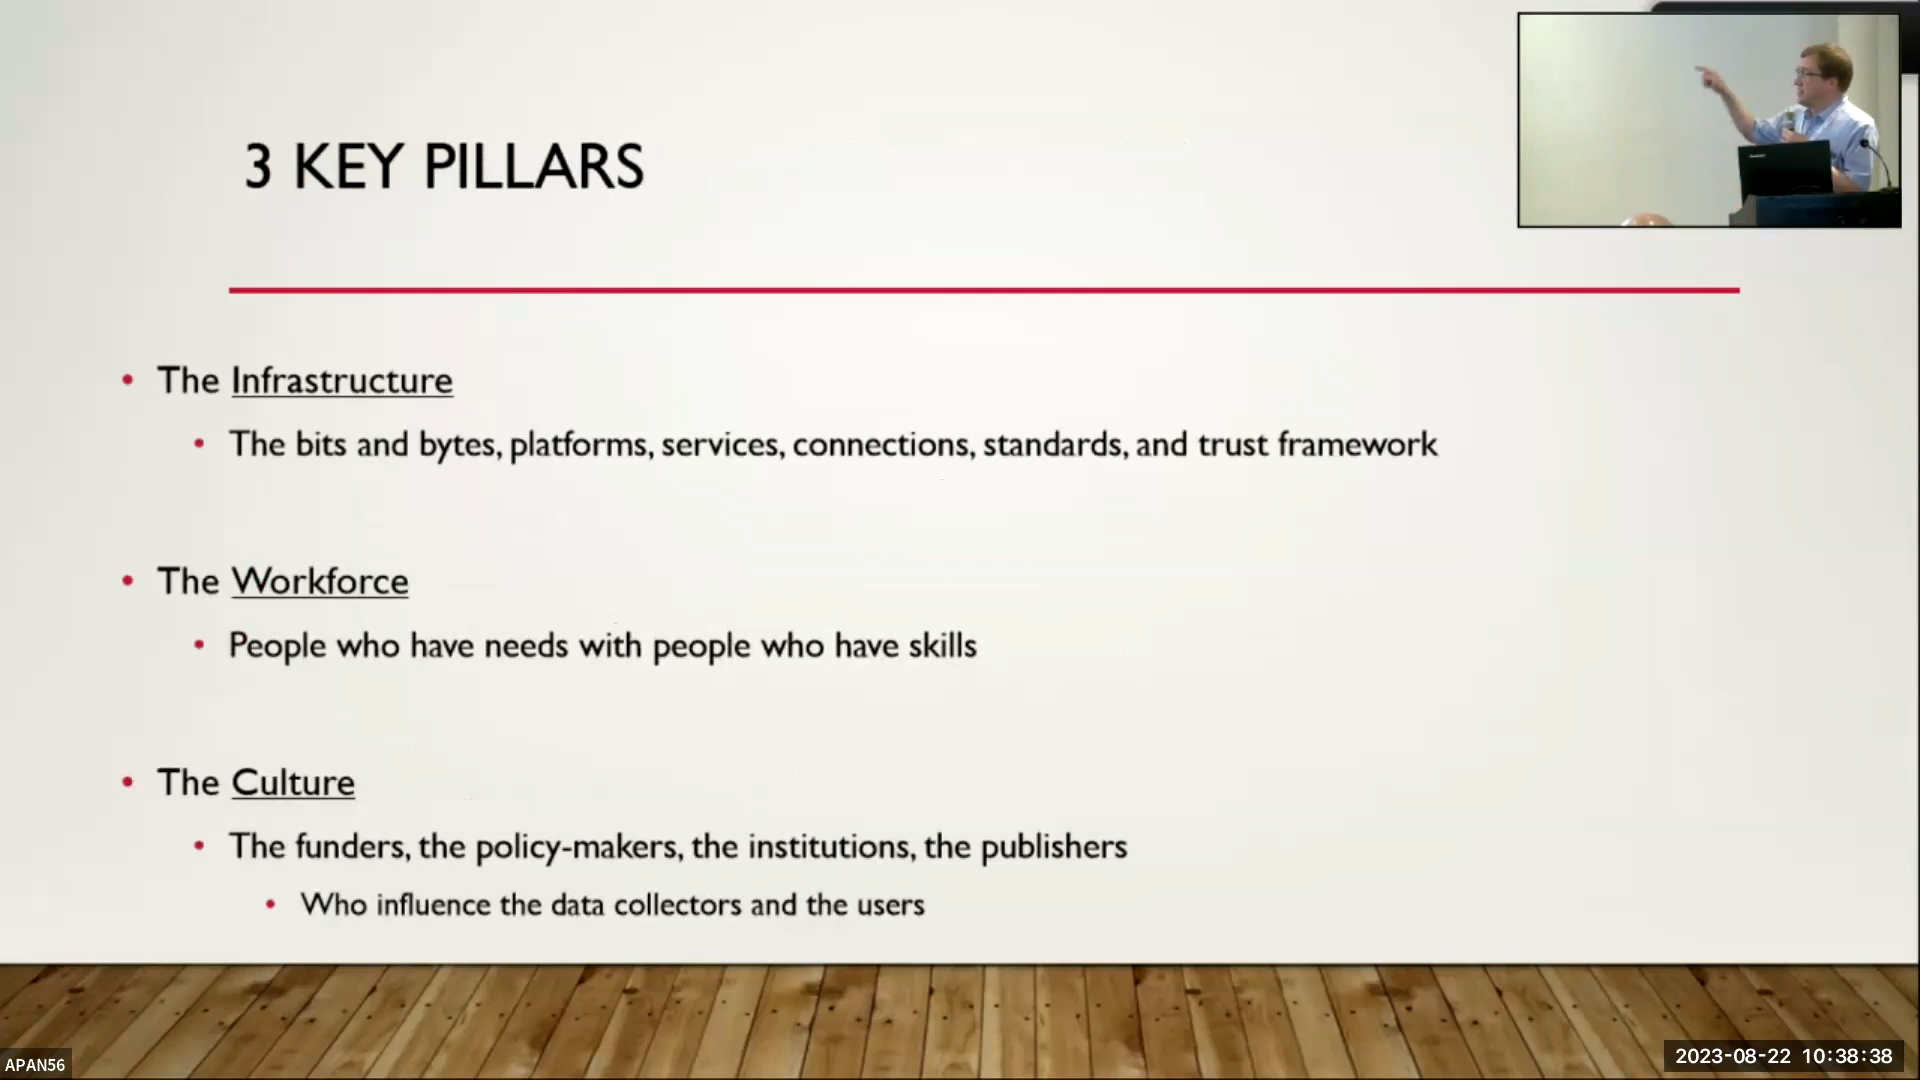 3 KEY PILLARS
• The Infrastructure
• The bits and bytes, platforms, services, connections, standards, and trust framework
• The Workforce
• People who have needs with people who have skills
• The Culture
• The funders, the policy-makers, the institutions, the publishers
• Who influence the data collectors and the users
APAN56
2023-08-22 10:38:38